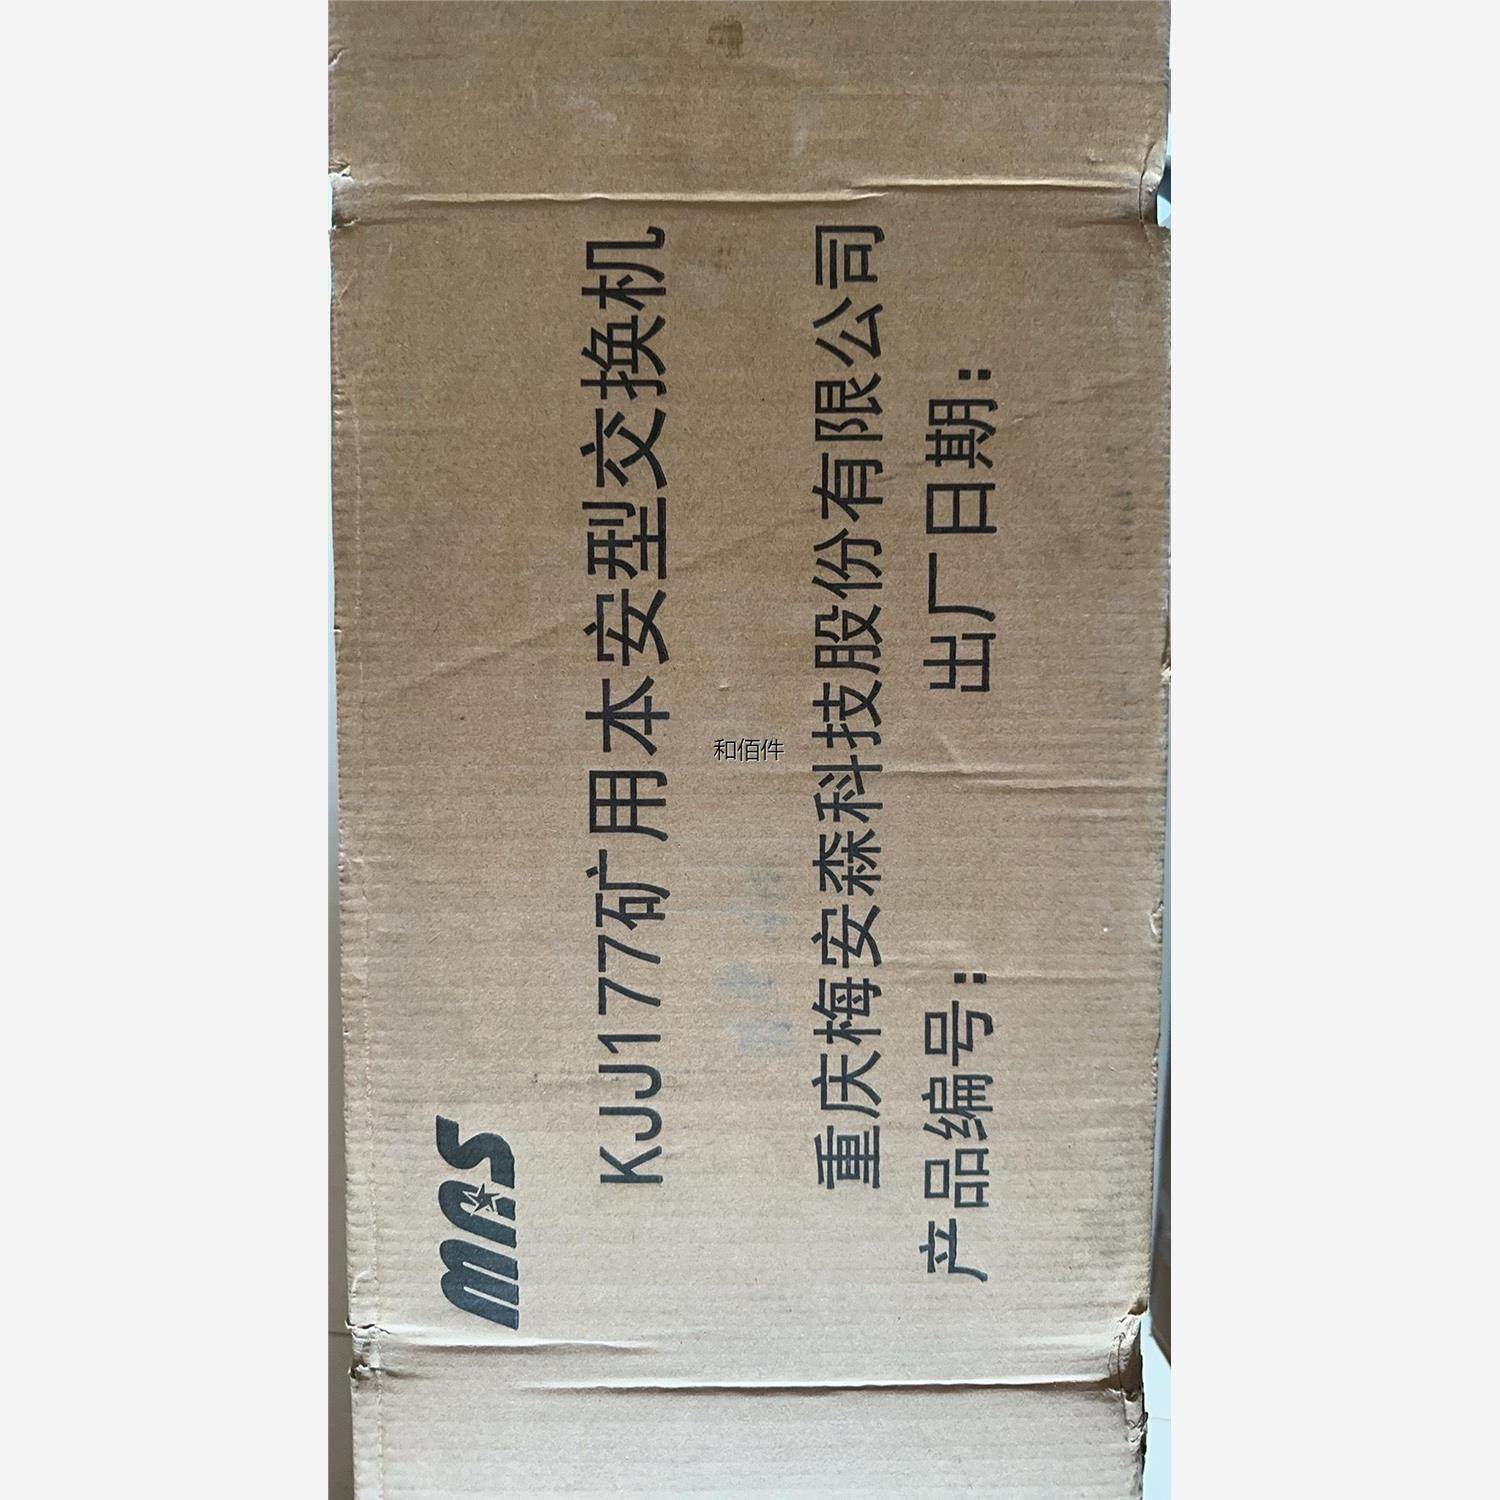 MAS
KJJ177矿用本安型交换机
重庆梅安森科技股份有限公司
产品编号： 出厂日期：
和佰件